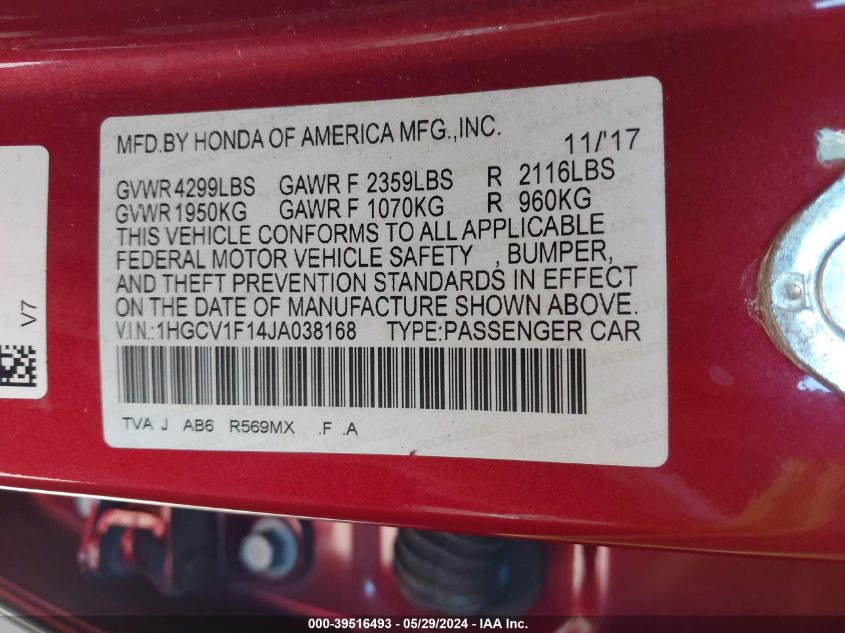 MFD.BY HONDA OF AMERICA MFG.,INC. 11/'17
GVWR 4299LBS GAWR F 2359LBS R 2116LBS
GVWR 1950KG GAWR F 1070KG R 960KG
THIS VEHICLE CONFORMS TO ALL APPLICABLE
FEDERAL MOTOR VEHICLE SAFETY , BUMPER,
AND THEFT PREVENTION STANDARDS IN EFFECT
ON THE DATE OF MANUFACTURE SHOWN ABOVE.
V.I.N.:1HGCV1F14JA038168 TYPE:PASSENGER CAR
TVA J AB6 R569MX .F .A
V7
000-39516493 - 05/29/2024 - IAA Inc.